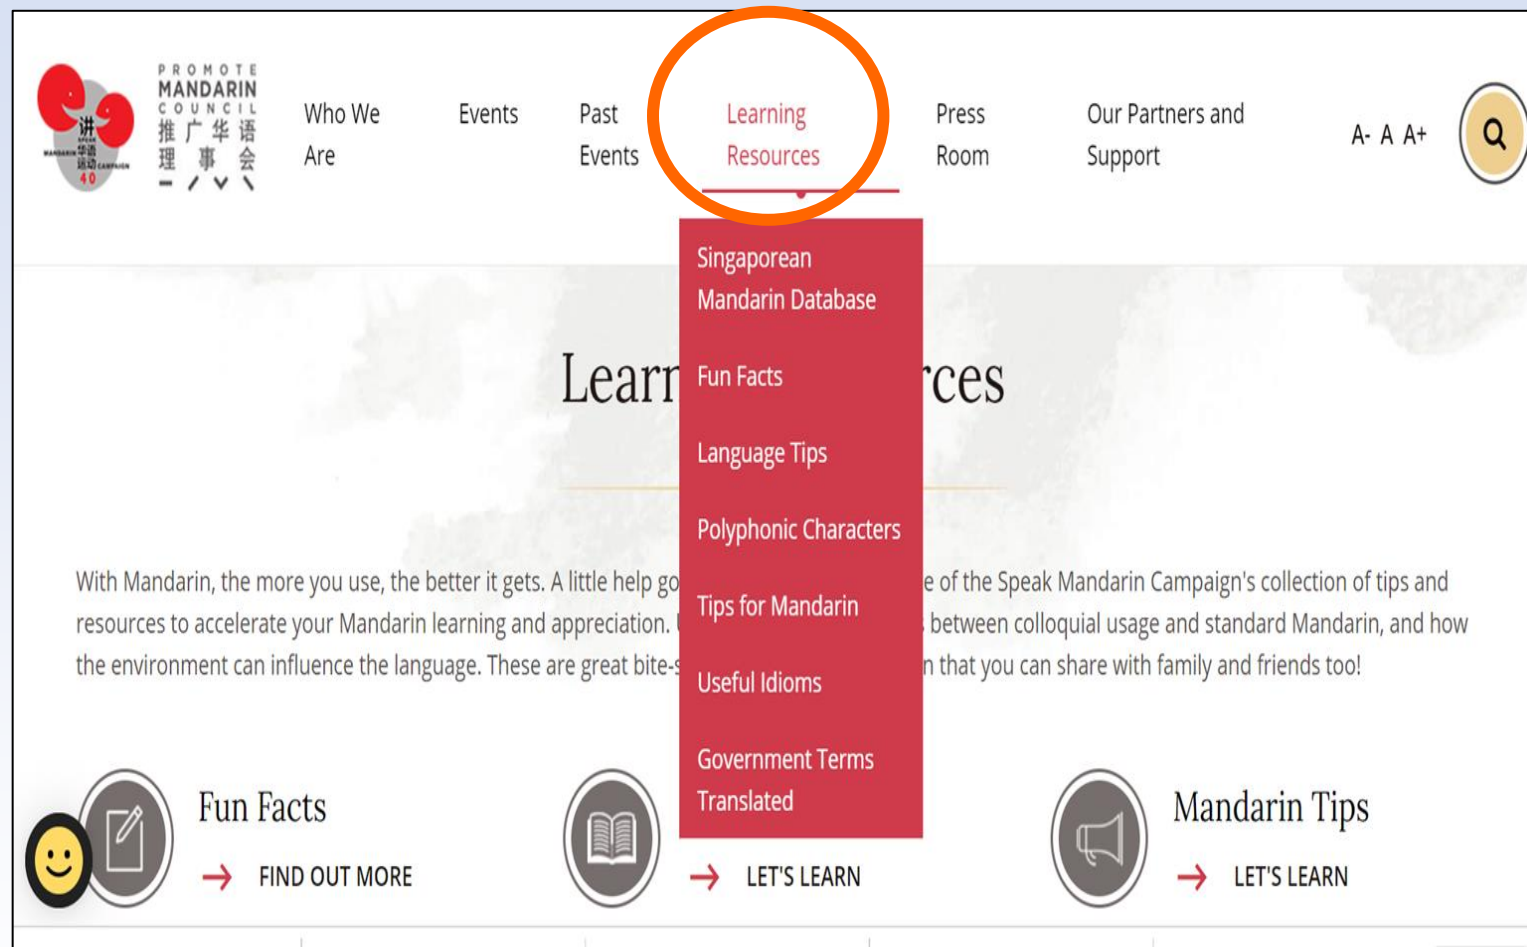 PROMOTE
MANDARIN
COUNCIL
推广华语
理事会
讲
SPEAK
华语
MANDARIN 运动 CAMPAIGN
40
Who We
Are
Events
Past
Events
Learning
Resources
Press
Room
Our Partners and
Support
A- A A+
Singaporean
Mandarin Database
Fun Facts
Language Tips
Polyphonic Characters
Tips for Mandarin
Useful Idioms
Government Terms
Translated
Learn rces
With Mandarin, the more you use, the better it gets. A little help go e of the Speak Mandarin Campaign's collection of tips and
resources to accelerate your Mandarin learning and appreciation. between colloquial usage and standard Mandarin, and how
the environment can influence the language. These are great bite-s n that you can share with family and friends too!
Fun Facts
FIND OUT MORE
LET'S LEARN
Mandarin Tips
LET'S LEARN